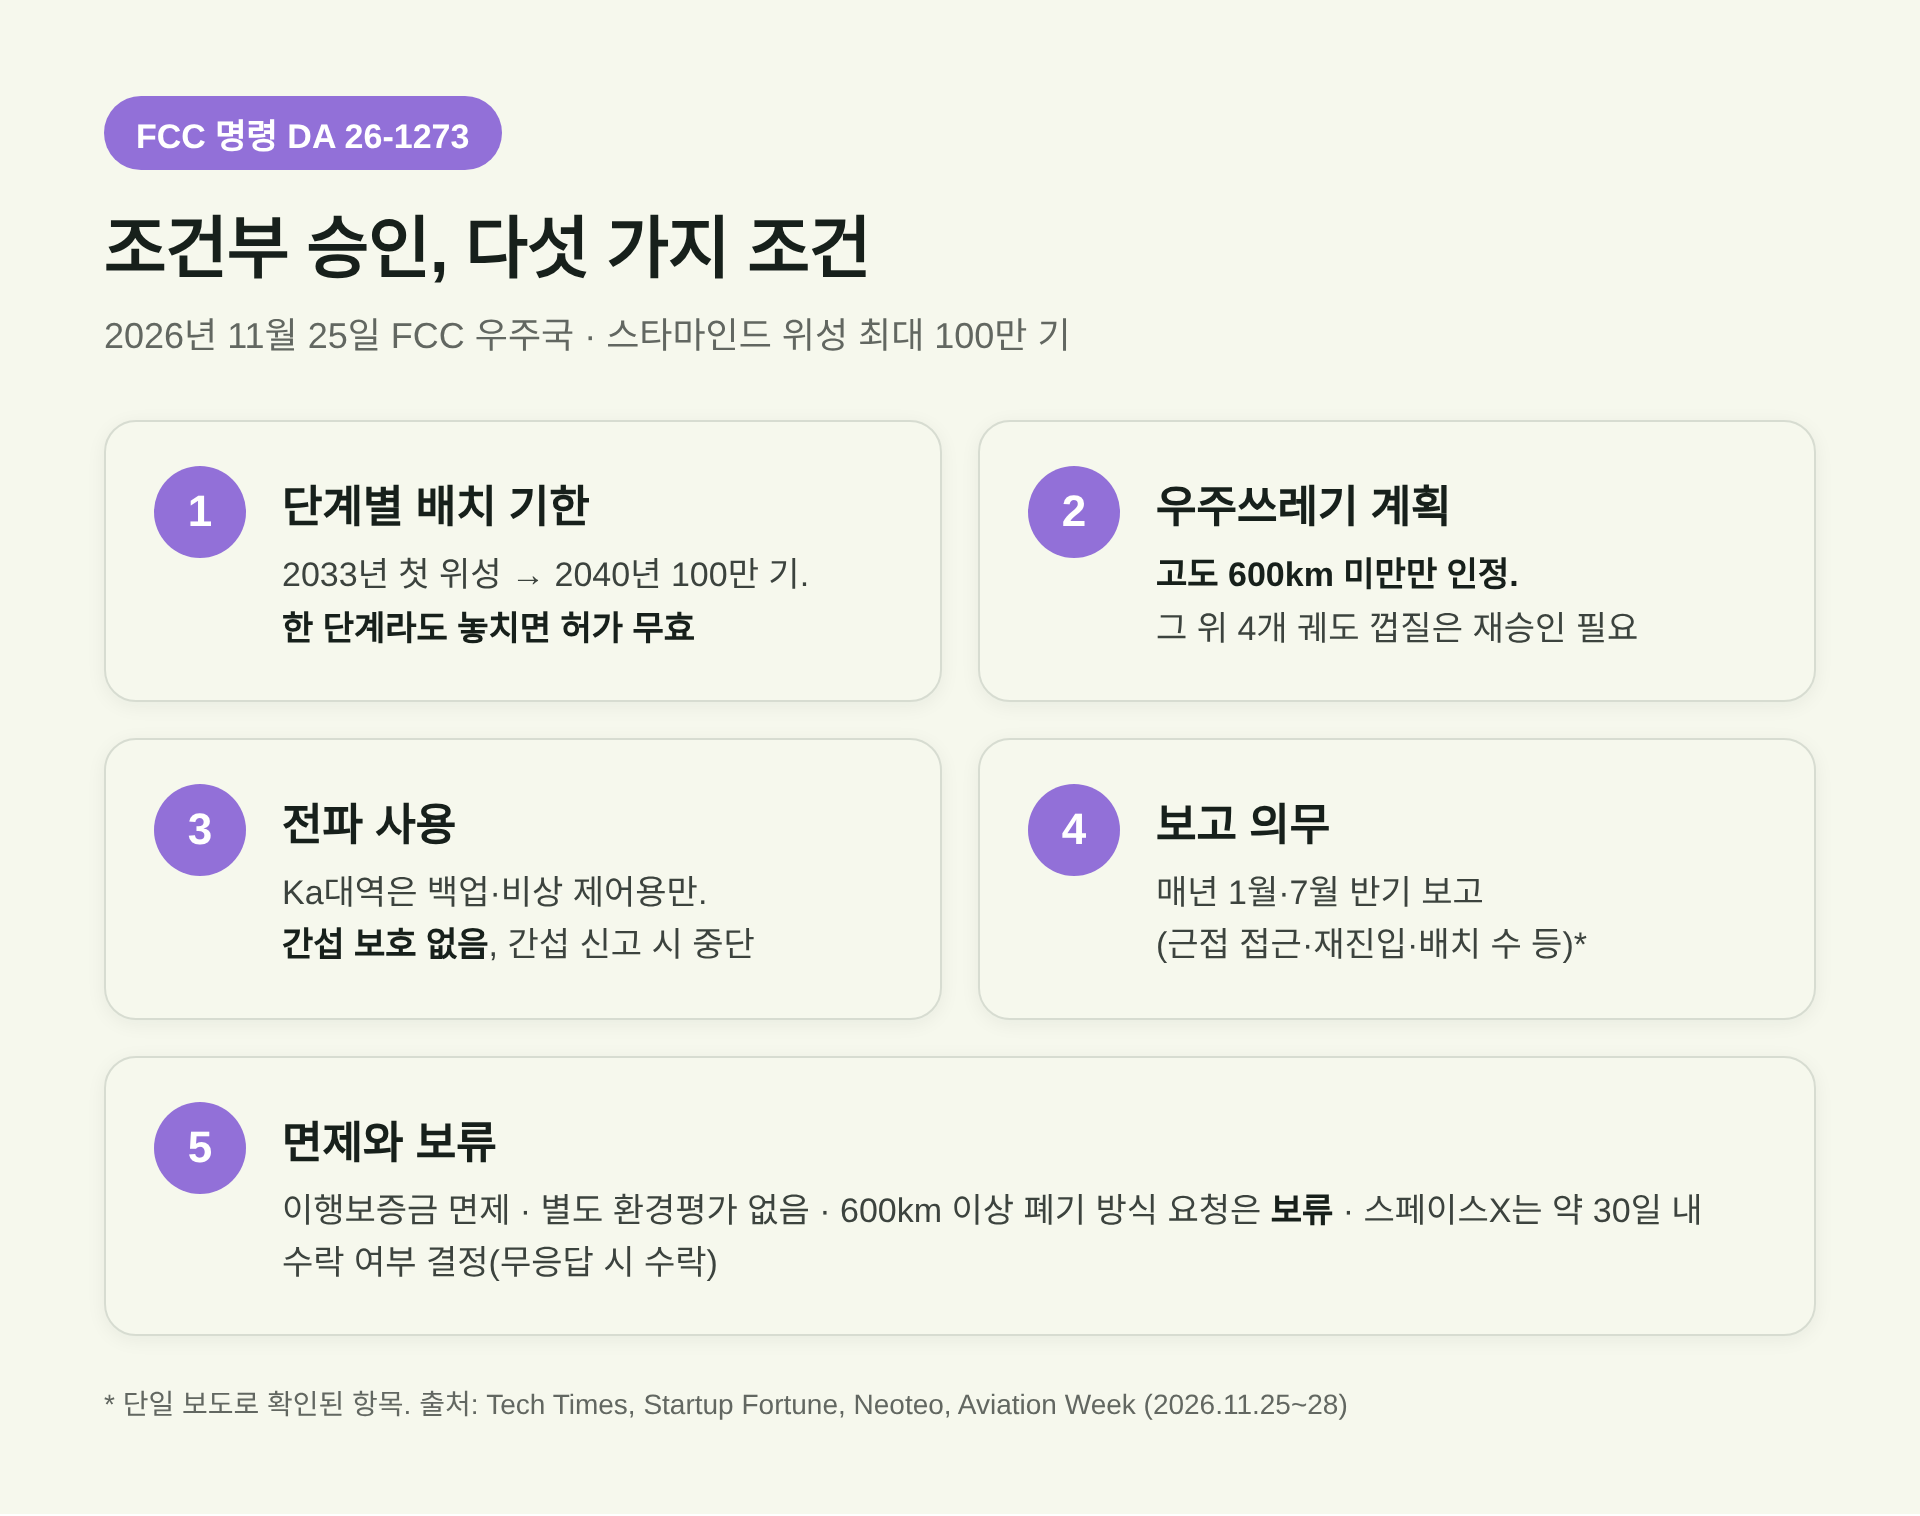 FCC 명령 DA 26-1273
조건부 승인, 다섯 가지 조건
2026년 11월 25일 FCC 우주국 · 스타마인드 위성 최대 100만 기
1
단계별 배치 기한
2033년 첫 위성 → 2040년 100만 기.
한 단계라도 놓치면 허가 무효
2
우주쓰레기 계획
고도 600km 미만만 인정.
그 위 4개 궤도 껍질은 재승인 필요
3
전파 사용
Ka대역은 백업·비상 제어용만.
간섭 보호 없음, 간섭 신고 시 중단
4
보고 의무
매년 1월·7월 반기 보고
(근접 접근·재진입·배치 수 등)*
5
면제와 보류
이행보증금 면제 · 별도 환경평가 없음 · 600km 이상 폐기 방식 요청은 보류 · 스페이스X는 약 30일 내
수락 여부 결정(무응답 시 수락)
* 단일 보도로 확인된 항목. 출처: Tech Times, Startup Fortune, Neoteo, Aviation Week (2026.11.25~28)